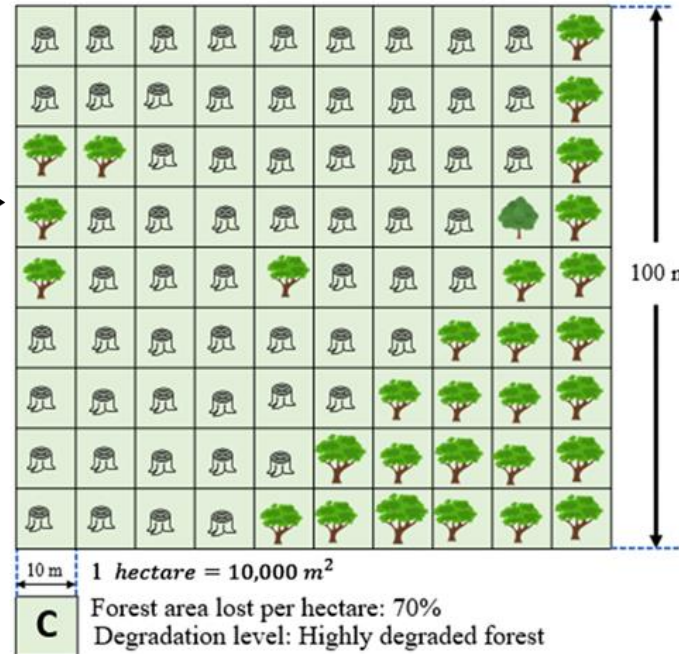 100 m
10 m
1 hectare = 10,000 m²
C
Forest area lost per hectare: 70%
Degradation level: Highly degraded forest